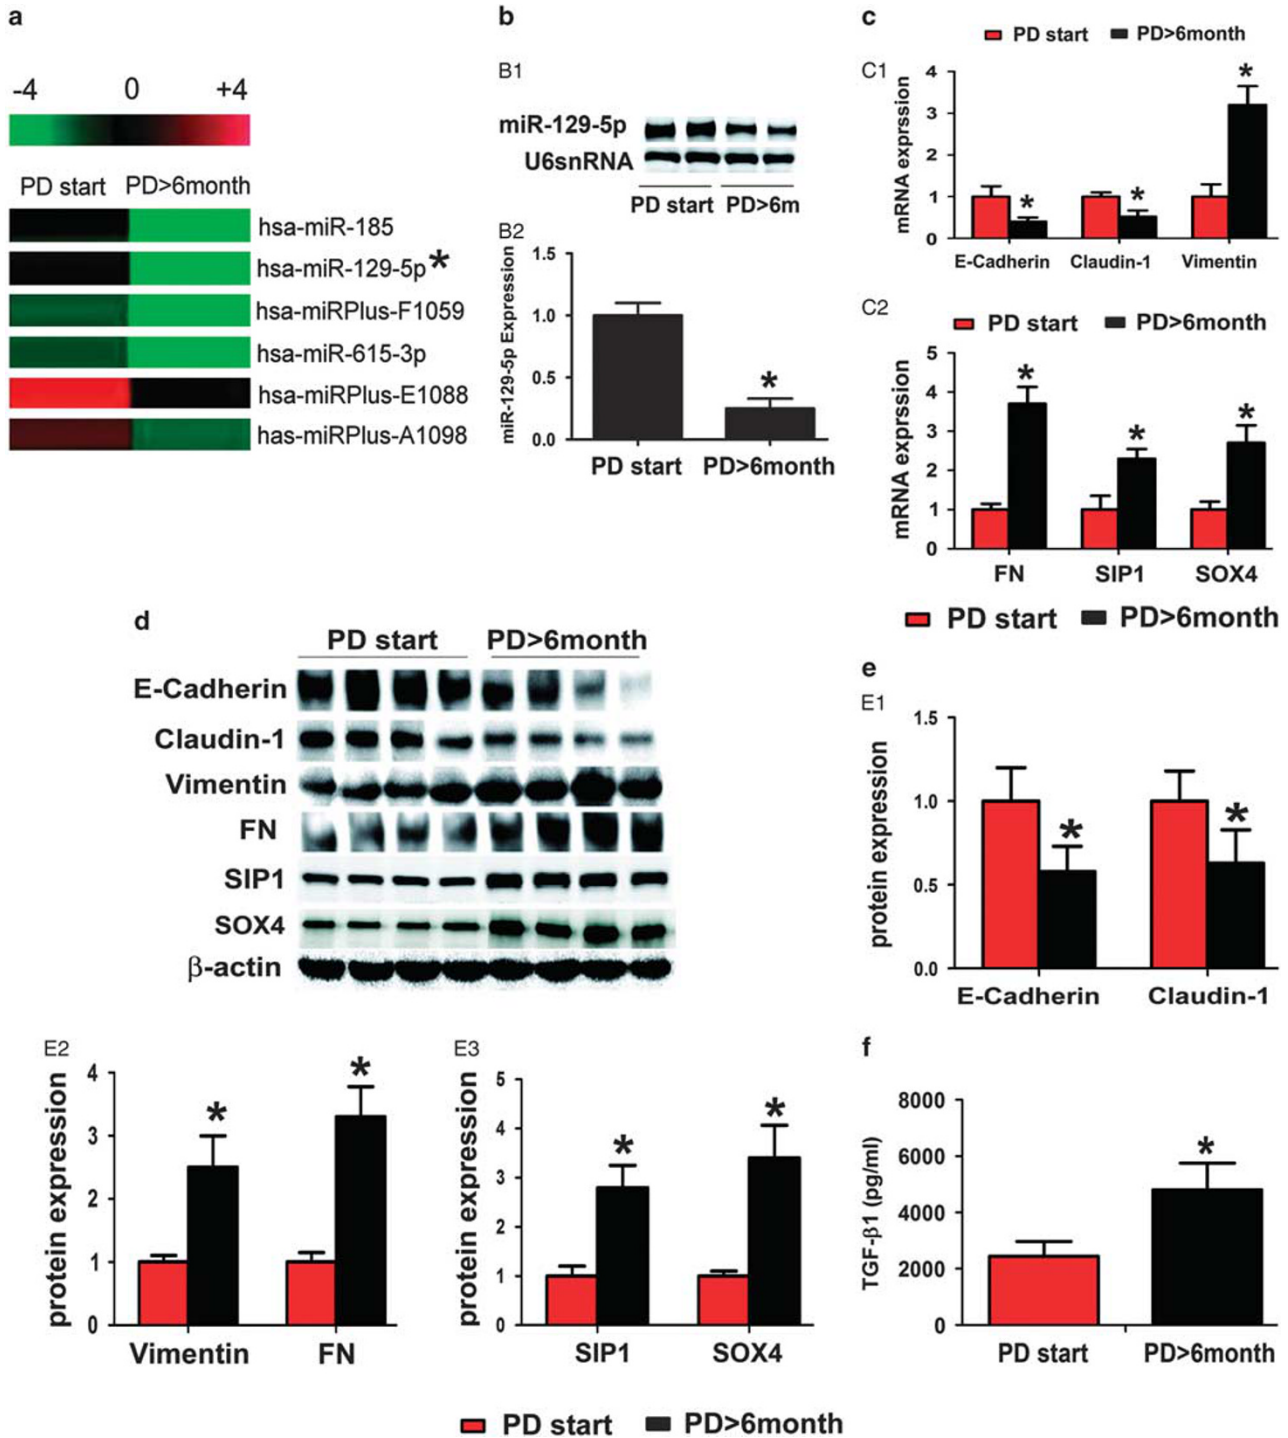 a
-4 0 +4
PD start PD>6month
hsa-miR-185
hsa-miR-129-5p*
hsa-miRPlus-F1059
hsa-miR-615-3p
hsa-miRPlus-E1088
has-miRPlus-A1098
b
B1
miR-129-5p
U6snRNA
PD start PD>6m
B2
miR-129-5p Expression
1.5
1.0
0.5
0.0
*
PD start PD>6month
c
PD start PD>6month
C1
mRNA exprssion
4
3
2
1
0
* * *
E-Cadherin Claudin-1 Vimentin
C2
PD start PD>6month
mRNA exprssion
5
4
3
2
1
0
* * *
FN SIP1 SOX4
PD start PD>6month
d
PD start PD>6month
E-Cadherin
Claudin-1
Vimentin
FN
SIP1
SOX4
β-actin
e
E1
protein expression
1.5
1.0
0.5
0.0
* *
E-Cadherin Claudin-1
E2
protein expression
4
3
2
1
0
* *
Vimentin FN
E3
protein expression
5
4
3
2
1
0
* *
SIP1 SOX4
f
TGF-β1 (pg/ml)
8000
6000
4000
2000
0
*
PD start PD>6month
PD start PD>6month